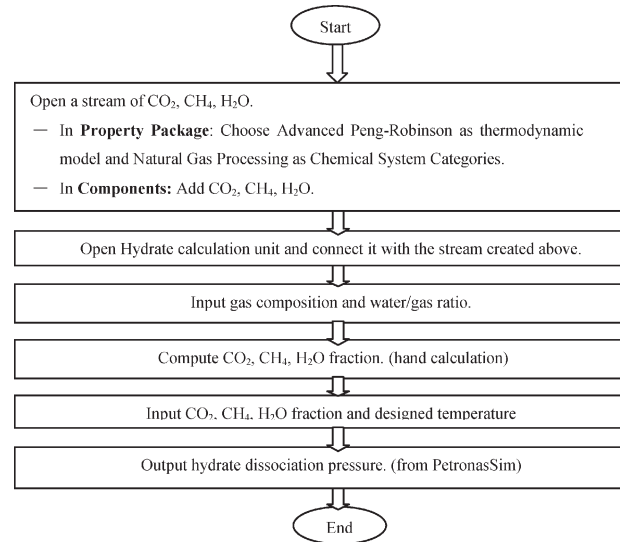 Start
Open a stream of CO₂, CH₄, H₂O.
— In Property Package: Choose Advanced Peng-Robinson as thermodynamic
model and Natural Gas Processing as Chemical System Categories.
— In Components: Add CO₂, CH₄, H₂O.
Open Hydrate calculation unit and connect it with the stream created above.
Input gas composition and water/gas ratio.
Compute CO₂, CH₄, H₂O fraction. (hand calculation)
Input CO₂, CH₄, H₂O fraction and designed temperature
Output hydrate dissociation pressure. (from PetronasSim)
End